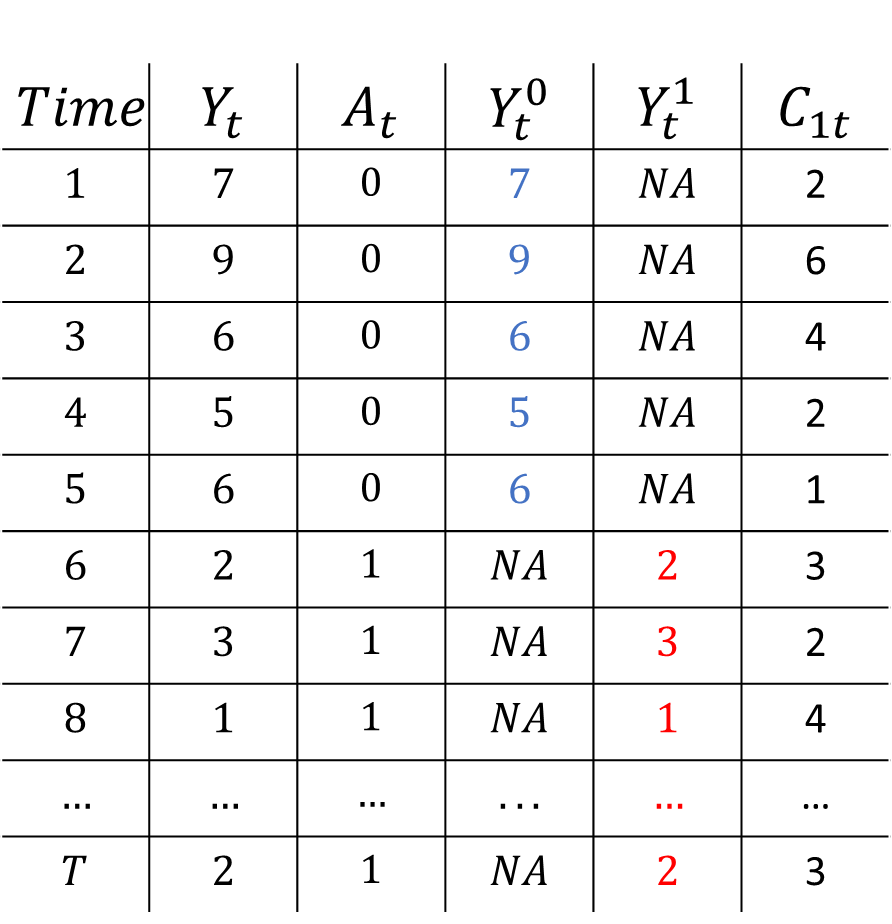 Time Y_t A_t Y_t^0 Y_t^1 C_{1t}
1 7 0 7 NA 2
2 9 0 9 NA 6
3 6 0 6 NA 4
4 5 0 5 NA 2
5 6 0 6 NA 1
6 2 1 NA 2 3
7 3 1 NA 3 2
8 1 1 NA 1 4
... ... ... ... ... ...
T 2 1 NA 2 3